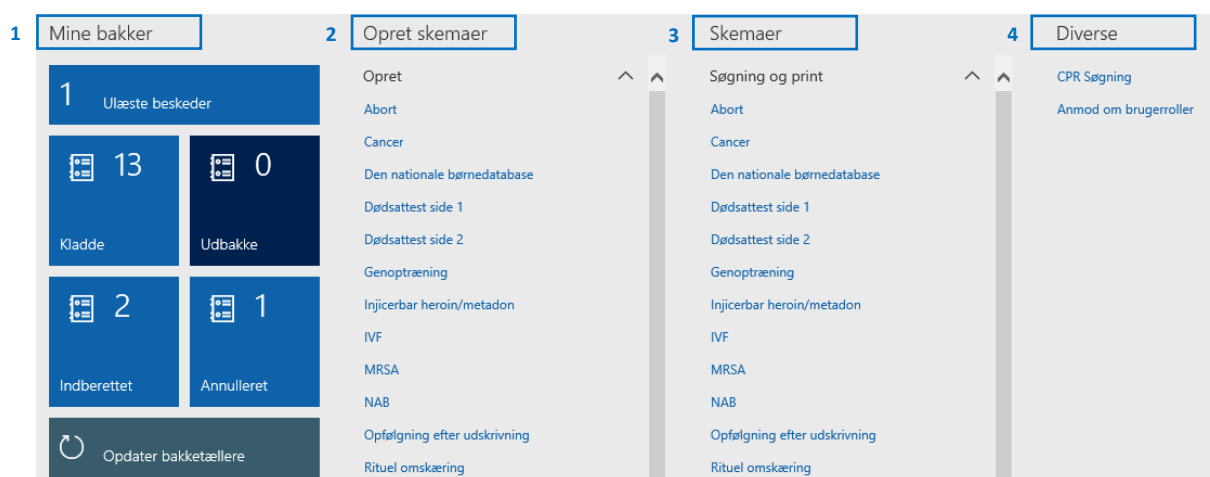 1 Mine bakker
1 Ulæste beskeder
13
Kladde
0
Udbakke
2
Indberettet
1
Annulleret
Opdater bakketællere
2 Opret skemaer
Opret
Abort
Cancer
Den nationale børnedatabase
Dødsattest side 1
Dødsattest side 2
Genoptræning
Injicerbar heroin/metadon
IVF
MRSA
NAB
Opfølgning efter udskrivning
Rituel omskæring
3 Skemaer
Søgning og print
Abort
Cancer
Den nationale børnedatabase
Dødsattest side 1
Dødsattest side 2
Genoptræning
Injicerbar heroin/metadon
IVF
MRSA
NAB
Opfølgning efter udskrivning
Rituel omskæring
4 Diverse
CPR Søgning
Anmod om brugerroller